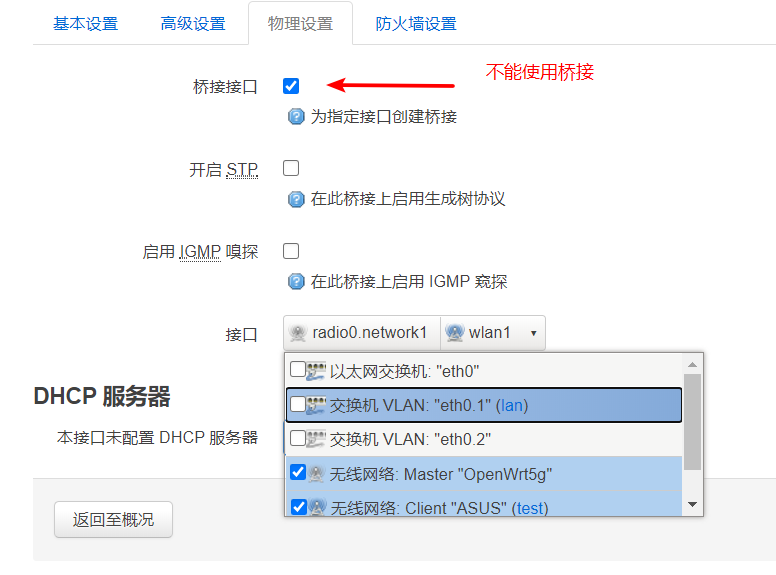 基本设置 高级设置 物理设置 防火墙设置
不能使用桥接
桥接接口
为指定接口创建桥接
开启 STP
在此桥接上启用生成树协议
启用 IGMP 嗅探
在此桥接上启用 IGMP 窥探
接口 radio0.network1 wlan1
以太网交换机: "eth0"
交换机 VLAN: "eth0.1" (lan)
交换机 VLAN: "eth0.2"
无线网络: Master "OpenWrt5g"
无线网络: Client "ASUS" (test)
DHCP 服务器
本接口未配置 DHCP 服务器
返回至概况